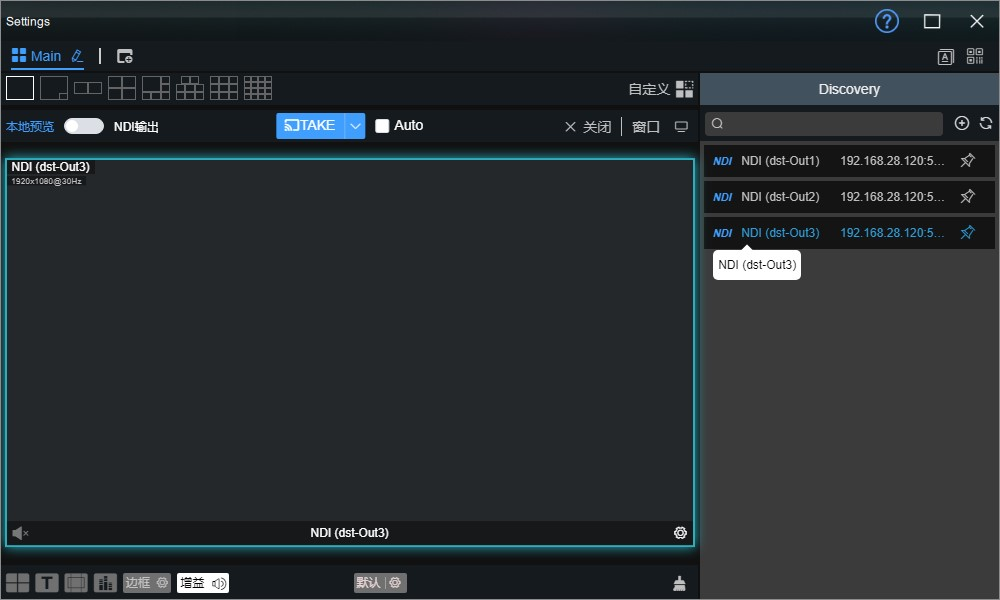 Settings
?
Main
A
自定义
Discovery
本地预览 NDI输出 TAKE Auto 关闭 窗口
NDI (dst-Out3)
1920x1080@30Hz
NDI NDI (dst-Out1) 192.168.28.120:5...
NDI NDI (dst-Out2) 192.168.28.120:5...
NDI NDI (dst-Out3) 192.168.28.120:5...
NDI (dst-Out3)
NDI (dst-Out3)
T 边框 增益 默认